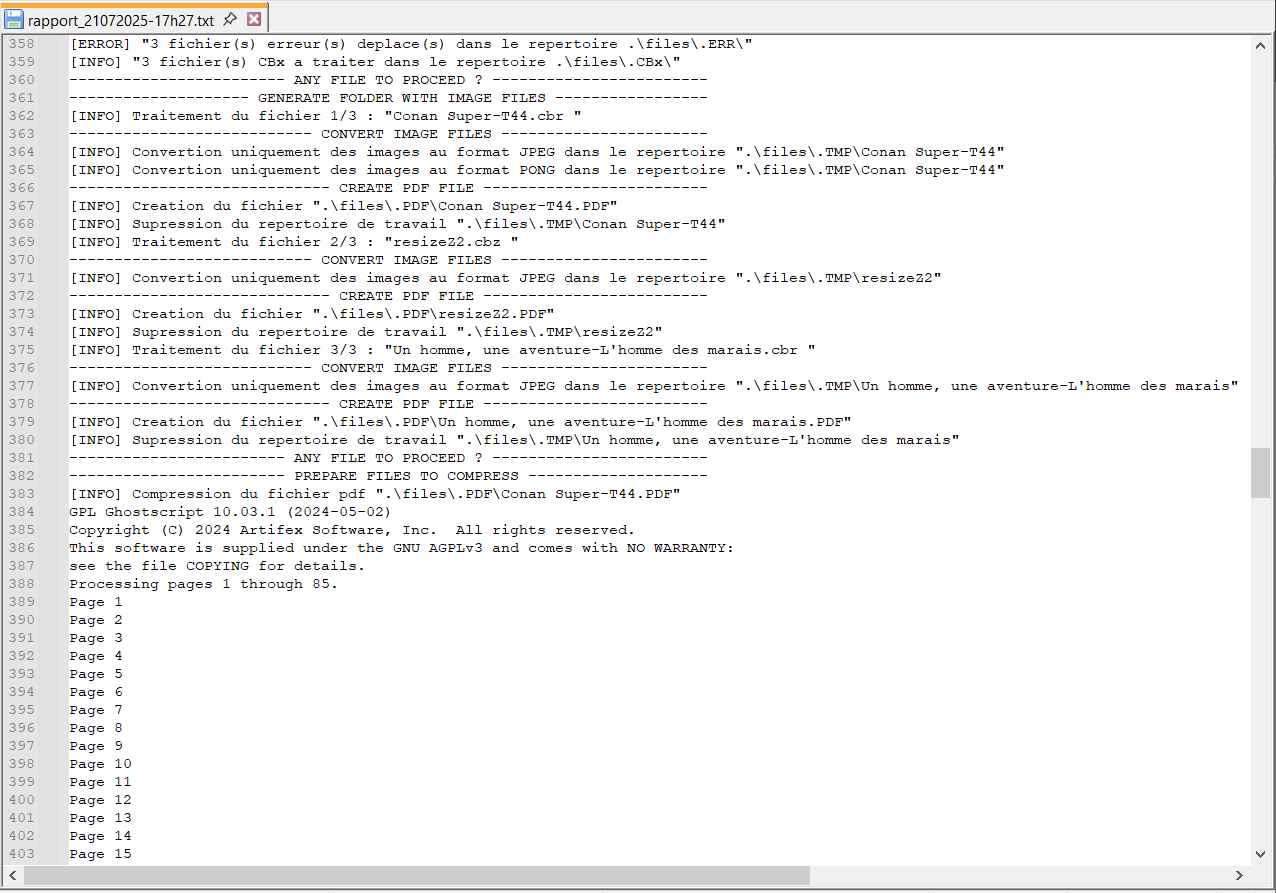 rapport_21072025-17h27.txt
358 [ERROR] "3 fichier(s) erreur(s) deplace(s) dans le repertoire .\files\.ERR\"
359 [INFO] "3 fichier(s) CBx a traiter dans le repertoire .\files\.CBx\"
360 ------------------------ ANY FILE TO PROCEED ? ------------------------
361 -------------------- GENERATE FOLDER WITH IMAGE FILES -----------------
362 [INFO] Traitement du fichier 1/3 : "Conan Super-T44.cbr "
363 --------------------------- CONVERT IMAGE FILES -----------------------
364 [INFO] Convertion uniquement des images au format JPEG dans le repertoire ".\files\.TMP\Conan Super-T44"
365 [INFO] Convertion uniquement des images au format PONG dans le repertoire ".\files\.TMP\Conan Super-T44"
366 ----------------------------- CREATE PDF FILE -------------------------
367 [INFO] Creation du fichier ".\files\.PDF\Conan Super-T44.PDF"
368 [INFO] Supression du repertoire de travail ".\files\.TMP\Conan Super-T44"
369 [INFO] Traitement du fichier 2/3 : "resizeZ2.cbz "
370 --------------------------- CONVERT IMAGE FILES -----------------------
371 [INFO] Convertion uniquement des images au format JPEG dans le repertoire ".\files\.TMP\resizeZ2"
372 ----------------------------- CREATE PDF FILE -------------------------
373 [INFO] Creation du fichier ".\files\.PDF\resizeZ2.PDF"
374 [INFO] Supression du repertoire de travail ".\files\.TMP\resizeZ2"
375 [INFO] Traitement du fichier 3/3 : "Un homme, une aventure-L'homme des marais.cbr "
376 --------------------------- CONVERT IMAGE FILES -----------------------
377 [INFO] Convertion uniquement des images au format JPEG dans le repertoire ".\files\.TMP\Un homme, une aventure-L'homme des marais"
378 ----------------------------- CREATE PDF FILE -------------------------
379 [INFO] Creation du fichier ".\files\.PDF\Un homme, une aventure-L'homme des marais.PDF"
380 [INFO] Supression du repertoire de travail ".\files\.TMP\Un homme, une aventure-L'homme des marais"
381 ------------------------ ANY FILE TO PROCEED ? ------------------------
382 ------------------------ PREPARE FILES TO COMPRESS --------------------
383 [INFO] Compression du fichier pdf ".\files\.PDF\Conan Super-T44.PDF"
384 GPL Ghostscript 10.03.1 (2024-05-02)
385 Copyright (C) 2024 Artifex Software, Inc.  All rights reserved.
386 This software is supplied under the GNU AGPLv3 and comes with NO WARRANTY:
387 see the file COPYING for details.
388 Processing pages 1 through 85.
389 Page 1
390 Page 2
391 Page 3
392 Page 4
393 Page 5
394 Page 6
395 Page 7
396 Page 8
397 Page 9
398 Page 10
399 Page 11
400 Page 12
401 Page 13
402 Page 14
403 Page 15